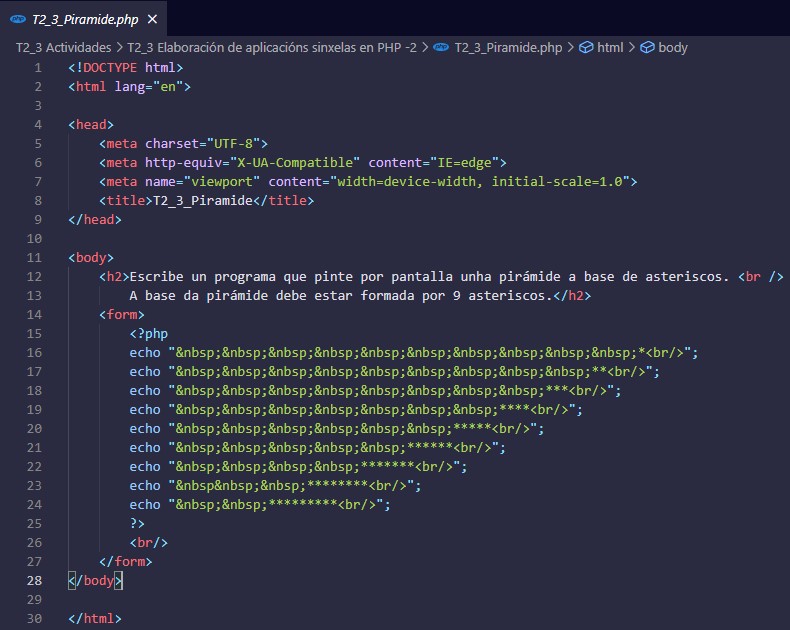 php T2_3_Piramide.php ×
T2_3 Actividades > T2_3 Elaboración de aplicacións sinxelas en PHP -2 > php T2_3_Piramide.php > html > body
1 <!DOCTYPE html>
2 <html lang="en">
3
4 <head>
5 <meta charset="UTF-8">
6 <meta http-equiv="X-UA-Compatible" content="IE=edge">
7 <meta name="viewport" content="width=device-width, initial-scale=1.0">
8 <title>T2_3_Piramide</title>
9 </head>
10
11 <body>
12 <h2>Escribe un programa que pinte por pantalla unha pirámide a base de asteriscos. <br />
13 A base da pirámide debe estar formada por 9 asteriscos.</h2>
14 <form>
15 <?php
16 echo "&nbsp;&nbsp;&nbsp;&nbsp;&nbsp;&nbsp;&nbsp;&nbsp;&nbsp;&nbsp;*<br/>";
17 echo "&nbsp;&nbsp;&nbsp;&nbsp;&nbsp;&nbsp;&nbsp;&nbsp;&nbsp;**<br/>";
18 echo "&nbsp;&nbsp;&nbsp;&nbsp;&nbsp;&nbsp;&nbsp;&nbsp;***<br/>";
19 echo "&nbsp;&nbsp;&nbsp;&nbsp;&nbsp;&nbsp;&nbsp;****<br/>";
20 echo "&nbsp;&nbsp;&nbsp;&nbsp;&nbsp;&nbsp;*****<br/>";
21 echo "&nbsp;&nbsp;&nbsp;&nbsp;&nbsp;******<br/>";
22 echo "&nbsp;&nbsp;&nbsp;&nbsp;*******<br/>";
23 echo "&nbsp&nbsp;&nbsp;********<br/>";
24 echo "&nbsp;&nbsp;*********<br/>";
25 ?>
26 <br/>
27 </form>
28 </body>
29
30 </html>